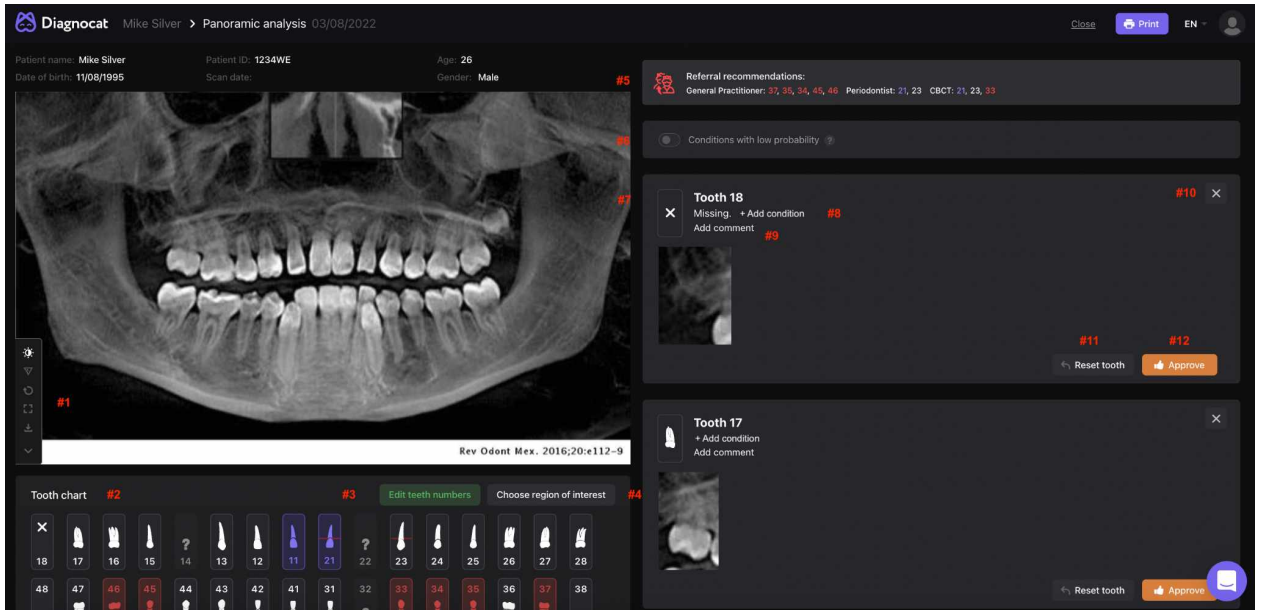 Diagnocat Mike Silver > Panoramic analysis 03/08/2022 Close Print EN
Patient name: Mike Silver Patient ID: 1234WE Age: 26
Date of birth: 11/08/1995 Scan date: Gender: Male #5
#6
#7
Rev Odont Mex. 2016;20:e112-9
#1
Tooth chart #2 #3 Edit teeth numbers Choose region of interest #4
? ?
18 17 16 15 14 13 12 11 21 22 23 24 25 26 27 28
48 47 46 45 44 43 42 41 31 32 33 34 35 36 37 38
Referral recommendations:
General Practitioner: 37, 35, 34, 45, 46 Periodontist: 21, 23 CBCT: 21, 23, 33
Conditions with low probability ?
Tooth 18 #10
Missing. + Add condition #8
Add comment #9
#11 #12
Reset tooth Approve
Tooth 17
+ Add condition
Add comment
Reset tooth Approve